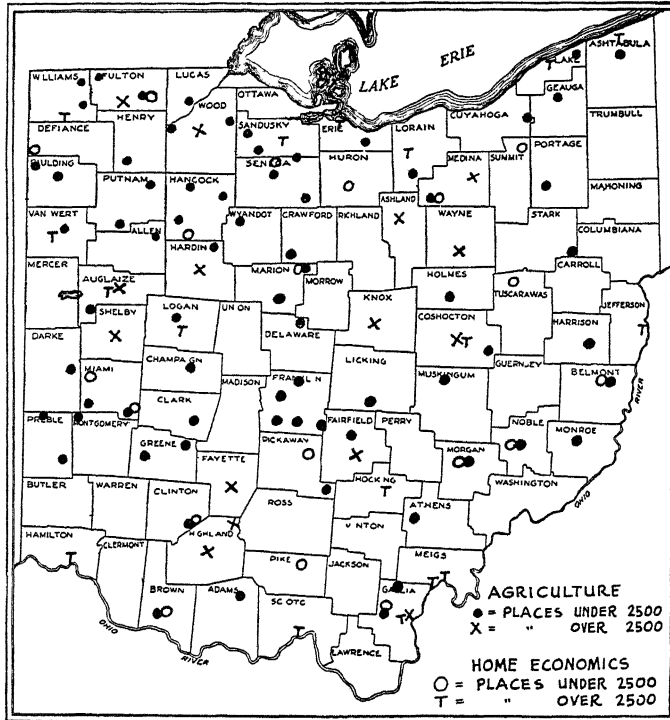 LAKE ERIE
ASHTABULA
LAKE
WILLIAMS
FULTON
LUCAS
OTTAWA
GEAUGA
WOOD
HENRY
SANDUSKY
ERIE
LORAIN
CUYAHOGA
TRUMBULL
DEFIANCE
HURON
MEDINA
SUMMIT
PORTAGE
PAULDING
PUTNAM
HANCOCK
SENECA
MAHONING
VAN WERT
ALLEN
WYANDOT
CRAWFORD
RICHLAND
ASHLAND
WAYNE
STARK
COLUMBIANA
HARDIN
MERCER
AUGLAIZE
MARION
MORROW
HOLMES
CARROLL
TUSCARAWAS
JEFFERSON
SHELBY
LOGAN
UNION
KNOX
COSHOCTON
HARRISON
DARKE
DELAWARE
CHAMPAGN
LICKING
MUSKINGUM
GUERNSEY
BELMONT
MIAMI
MADISON
FRANKLIN
CLARK
RIVER
PREBLE
MONTGOMERY
FAIRFIELD
PERRY
NOBLE
MONROE
GREENE
PICKAWAY
MORGAN
FAYETTE
HOCKING
WASHINGTON
BUTLER
WARREN
CLINTON
ROSS
ATHENS
OHIO
HAMILTON
CLERMONT
HIGHLAND
VINTON
MEIGS
PIKE
JACKSON
BROWN
ADAMS
SCIOTO
GALLIA
LAWRENCE
OHIO
RIVER
AGRICULTURE
● = PLACES UNDER 2500
X = " OVER 2500
HOME ECONOMICS
O = PLACES UNDER 2500
T = " OVER 2500